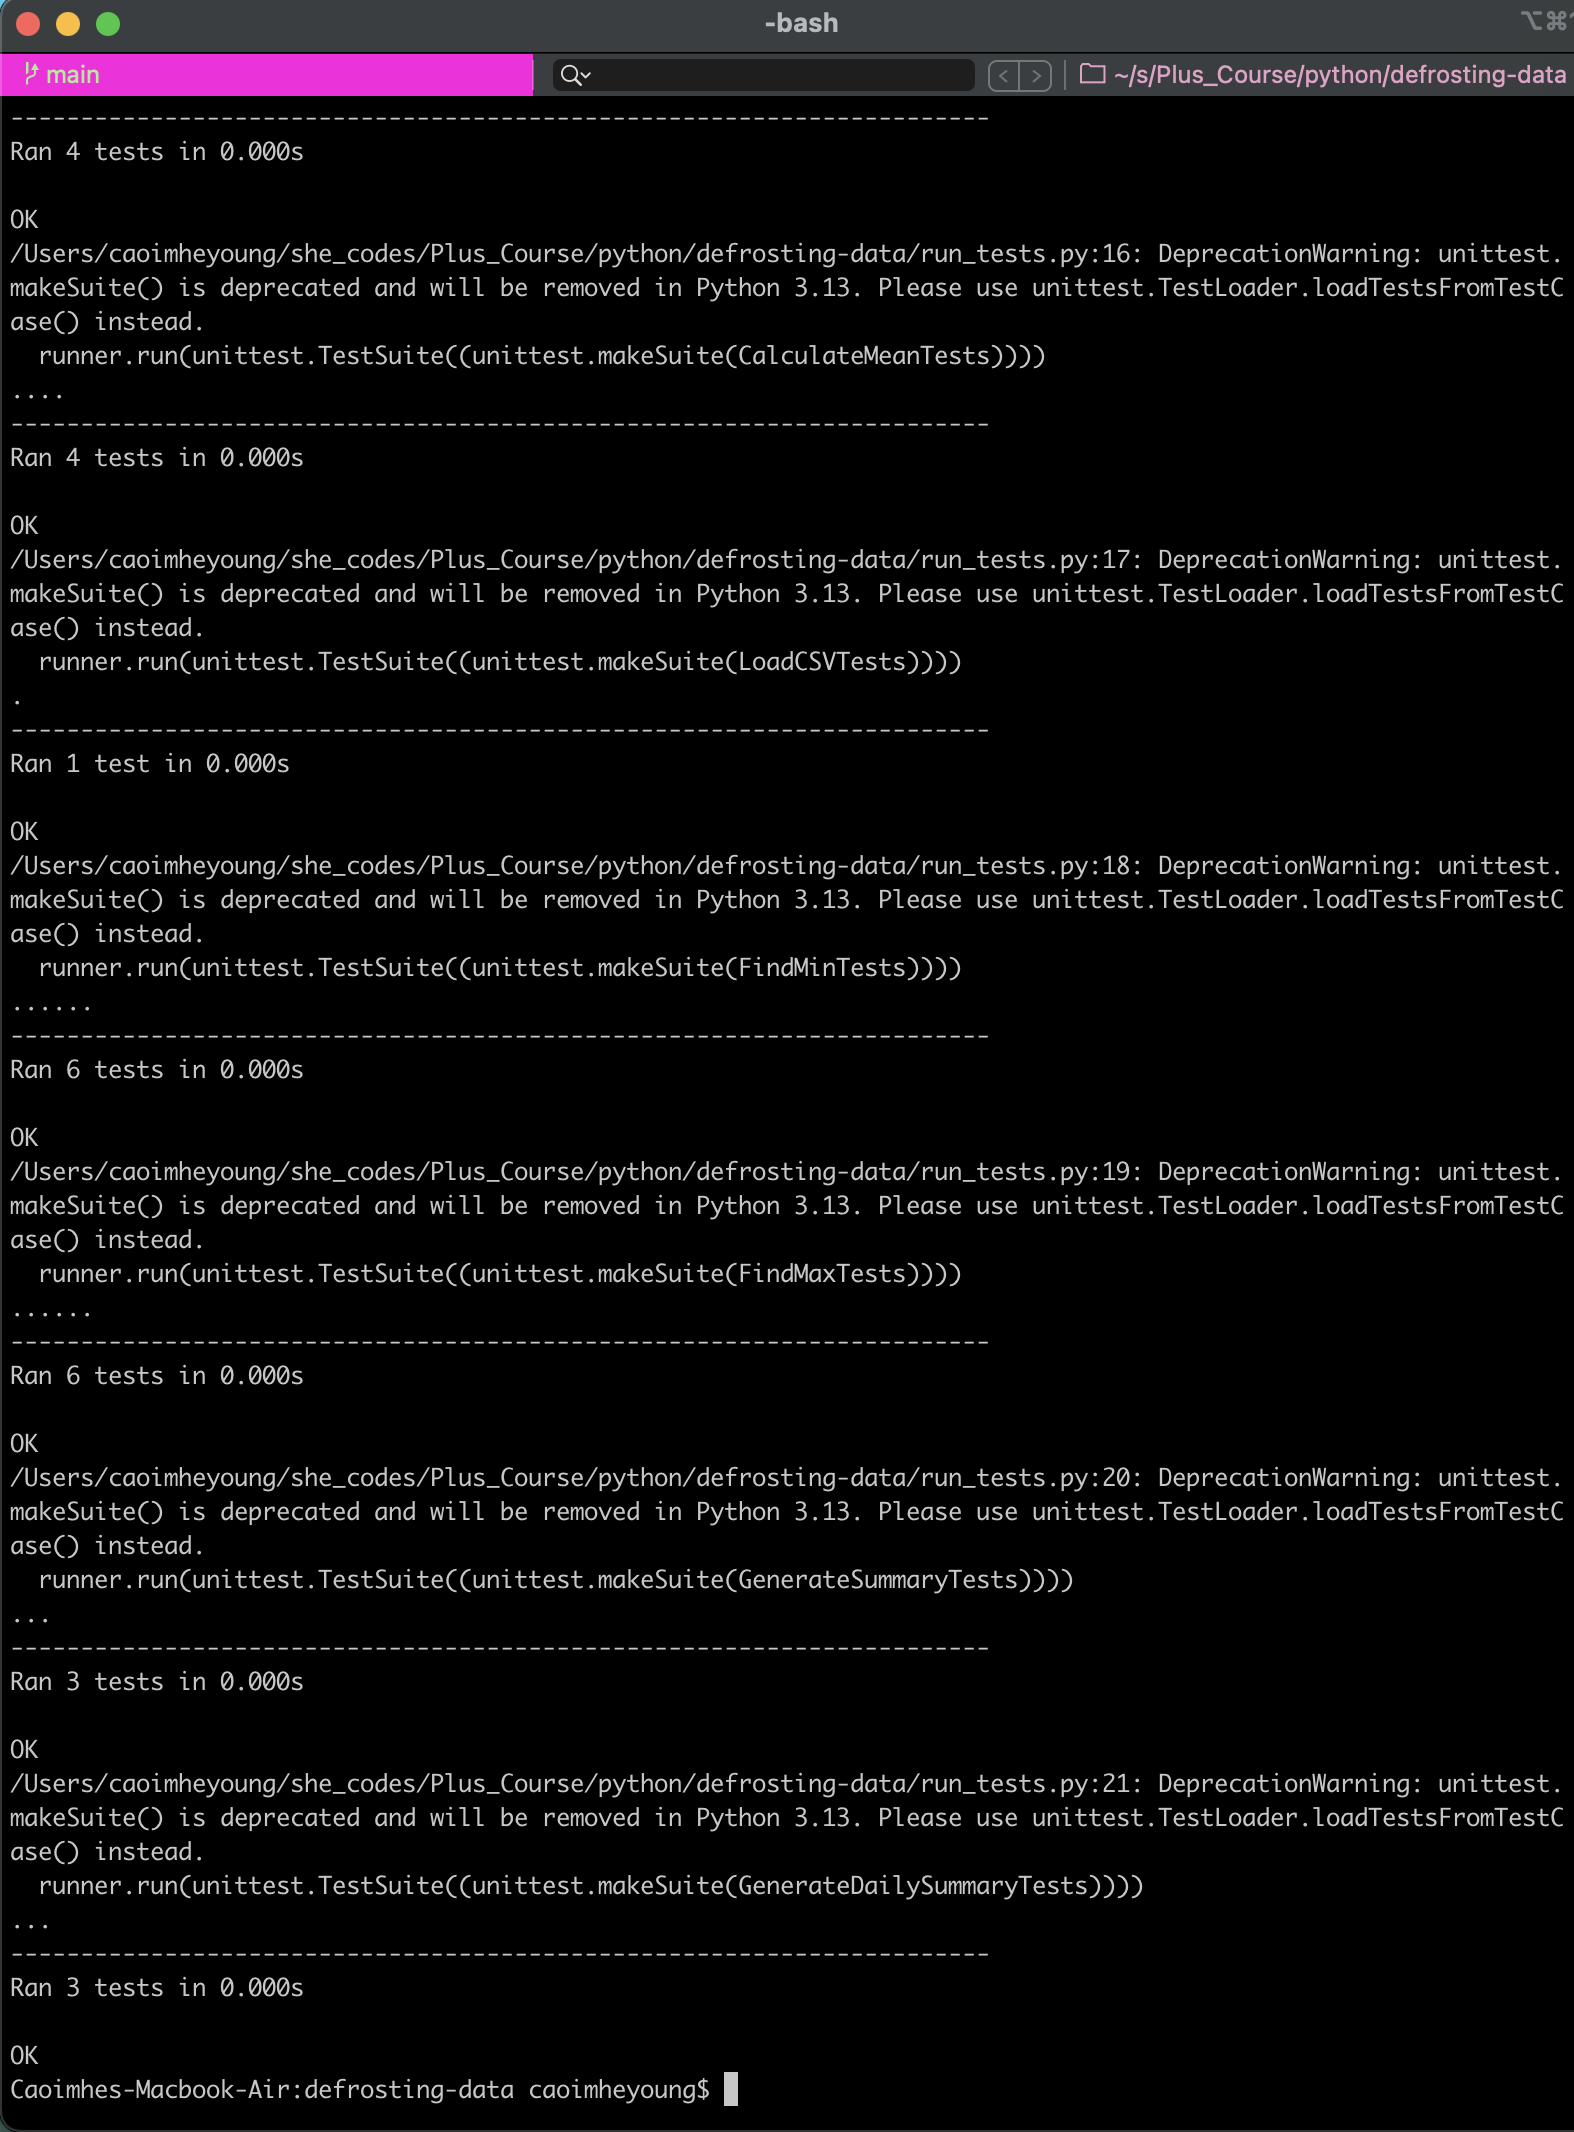 -bash
⌥⌘
main
~/s/Plus_Course/python/defrosting-data
----------------------------------------------------------------------
Ran 4 tests in 0.000s
OK
/Users/caoimheyoung/she_codes/Plus_Course/python/defrosting-data/run_tests.py:16: DeprecationWarning: unittest.
makeSuite() is deprecated and will be removed in Python 3.13. Please use unittest.TestLoader.loadTestsFromTestC
ase() instead.
  runner.run(unittest.TestSuite((unittest.makeSuite(CalculateMeanTests))))
....
----------------------------------------------------------------------
Ran 4 tests in 0.000s
OK
/Users/caoimheyoung/she_codes/Plus_Course/python/defrosting-data/run_tests.py:17: DeprecationWarning: unittest.
makeSuite() is deprecated and will be removed in Python 3.13. Please use unittest.TestLoader.loadTestsFromTestC
ase() instead.
  runner.run(unittest.TestSuite((unittest.makeSuite(LoadCSVTests))))
.
----------------------------------------------------------------------
Ran 1 test in 0.000s
OK
/Users/caoimheyoung/she_codes/Plus_Course/python/defrosting-data/run_tests.py:18: DeprecationWarning: unittest.
makeSuite() is deprecated and will be removed in Python 3.13. Please use unittest.TestLoader.loadTestsFromTestC
ase() instead.
  runner.run(unittest.TestSuite((unittest.makeSuite(FindMinTests))))
......
----------------------------------------------------------------------
Ran 6 tests in 0.000s
OK
/Users/caoimheyoung/she_codes/Plus_Course/python/defrosting-data/run_tests.py:19: DeprecationWarning: unittest.
makeSuite() is deprecated and will be removed in Python 3.13. Please use unittest.TestLoader.loadTestsFromTestC
ase() instead.
  runner.run(unittest.TestSuite((unittest.makeSuite(FindMaxTests))))
......
----------------------------------------------------------------------
Ran 6 tests in 0.000s
OK
/Users/caoimheyoung/she_codes/Plus_Course/python/defrosting-data/run_tests.py:20: DeprecationWarning: unittest.
makeSuite() is deprecated and will be removed in Python 3.13. Please use unittest.TestLoader.loadTestsFromTestC
ase() instead.
  runner.run(unittest.TestSuite((unittest.makeSuite(GenerateSummaryTests))))
...
----------------------------------------------------------------------
Ran 3 tests in 0.000s
OK
/Users/caoimheyoung/she_codes/Plus_Course/python/defrosting-data/run_tests.py:21: DeprecationWarning: unittest.
makeSuite() is deprecated and will be removed in Python 3.13. Please use unittest.TestLoader.loadTestsFromTestC
ase() instead.
  runner.run(unittest.TestSuite((unittest.makeSuite(GenerateDailySummaryTests))))
...
----------------------------------------------------------------------
Ran 3 tests in 0.000s
OK
Caoimhes-Macbook-Air:defrosting-data caoimheyoung$